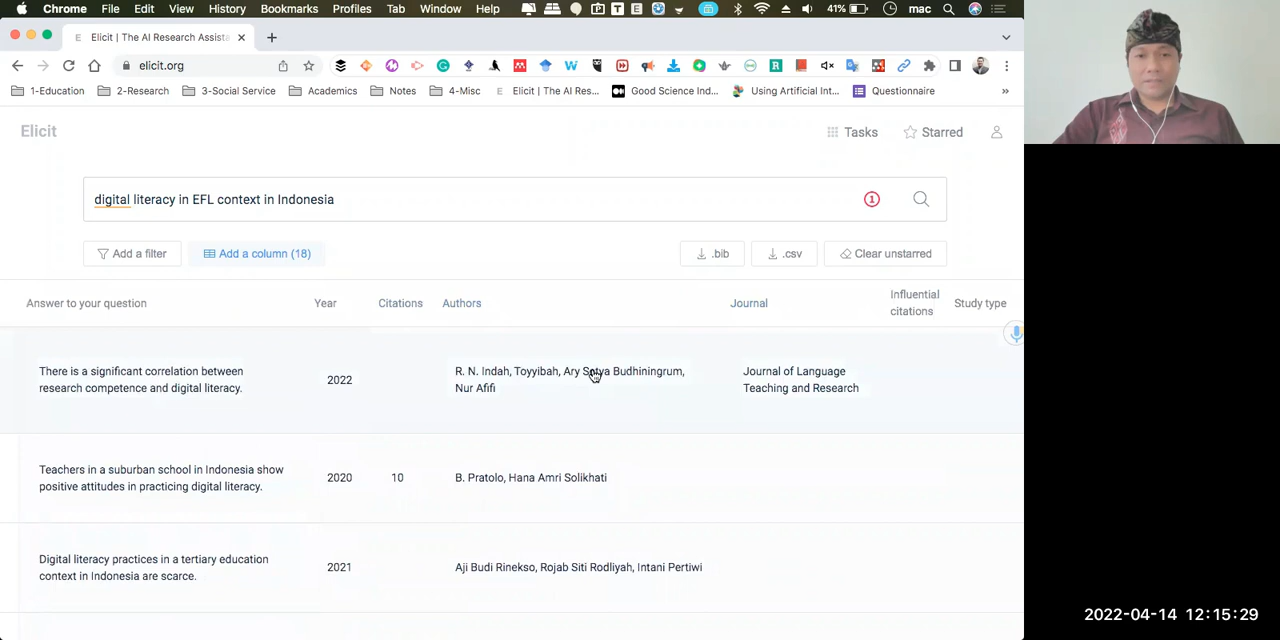 Chrome File Edit View History Bookmarks Profiles Tab Window Help 41% mac
E Elicit | The AI Research Assista
elicit.org
1-Education 2-Research 3-Social Service Academics Notes 4-Misc E Elicit | The AI Res... Good Science Ind... Using Artificial Int... Questionnaire »
Elicit
Tasks Starred
digital literacy in EFL context in Indonesia 1
Add a filter Add a column (18) .bib .csv Clear unstarred
Answer to your question Year Citations Authors Journal Influential citations Study type
There is a significant correlation between
research competence and digital literacy.
2022
R. N. Indah, Toyyibah, Ary Setya Budhiningrum,
Nur Afifi
Journal of Language
Teaching and Research
Teachers in a suburban school in Indonesia show
positive attitudes in practicing digital literacy.
2020
10
B. Pratolo, Hana Amri Solikhati
Digital literacy practices in a tertiary education
context in Indonesia are scarce.
2021
Aji Budi Rinekso, Rojab Siti Rodliyah, Intani Pertiwi
2022-04-14 12:15:29